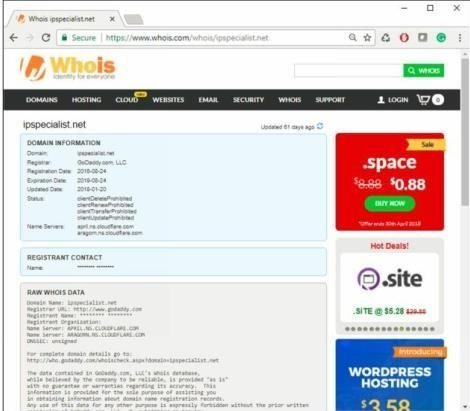 Whois ipspecialist.net
Secure | https://www.whois.com/whois/ipspecialist.net
Whois
Identity for everyone
WHOIS
DOMAINS HOSTING CLOUD WEBSITES EMAIL SECURITY WHOIS SUPPORT LOGIN 0
ipspecialist.net
Updated 61 days ago
DOMAIN INFORMATION
Domain: ipspecialist.net
Registrar: GoDaddy.com, LLC
Registration Date: 2016-08-24
Expiration Date: 2019-08-24
Updated Date: 2018-01-20
Status: clientDeleteProhibited
clientRenewProhibited
clientTransferProhibited
clientUpdateProhibited
Name Servers: april.ns.cloudflare.com
aragorn.ns.cloudflare.com
REGISTRANT CONTACT
Name: ******** ********
RAW WHOIS DATA
Domain Name: ipspecialist.net
Registrar URL: http://www.godaddy.com
Registrant Name: ******** ********
Registrant Organization:
Name Server: APRIL.NS.CLOUDFLARE.COM
Name Server: ARAGORN.NS.CLOUDFLARE.COM
DNSSEC: unsigned
For complete domain details go to:
http://who.godaddy.com/whoischeck.aspx?domain=ipspecialist.net
The data contained in GoDaddy.com, LLC's WhoIs database,
while believed by the company to be reliable, is provided "as is"
with no guarantee or warranties regarding its accuracy. This
information is provided for the sole purpose of assisting you
in obtaining information about domain name registration records.
Any use of this data for any other purpose is expressly forbidden without the prior written
Sale
.space
$8.88 $0.88
BUY NOW
*Offer ends 30th April 2018
Hot Deals!
.site
.SITE @ $5.28
Introducing
WORDPRESS
HOSTING
$3.58